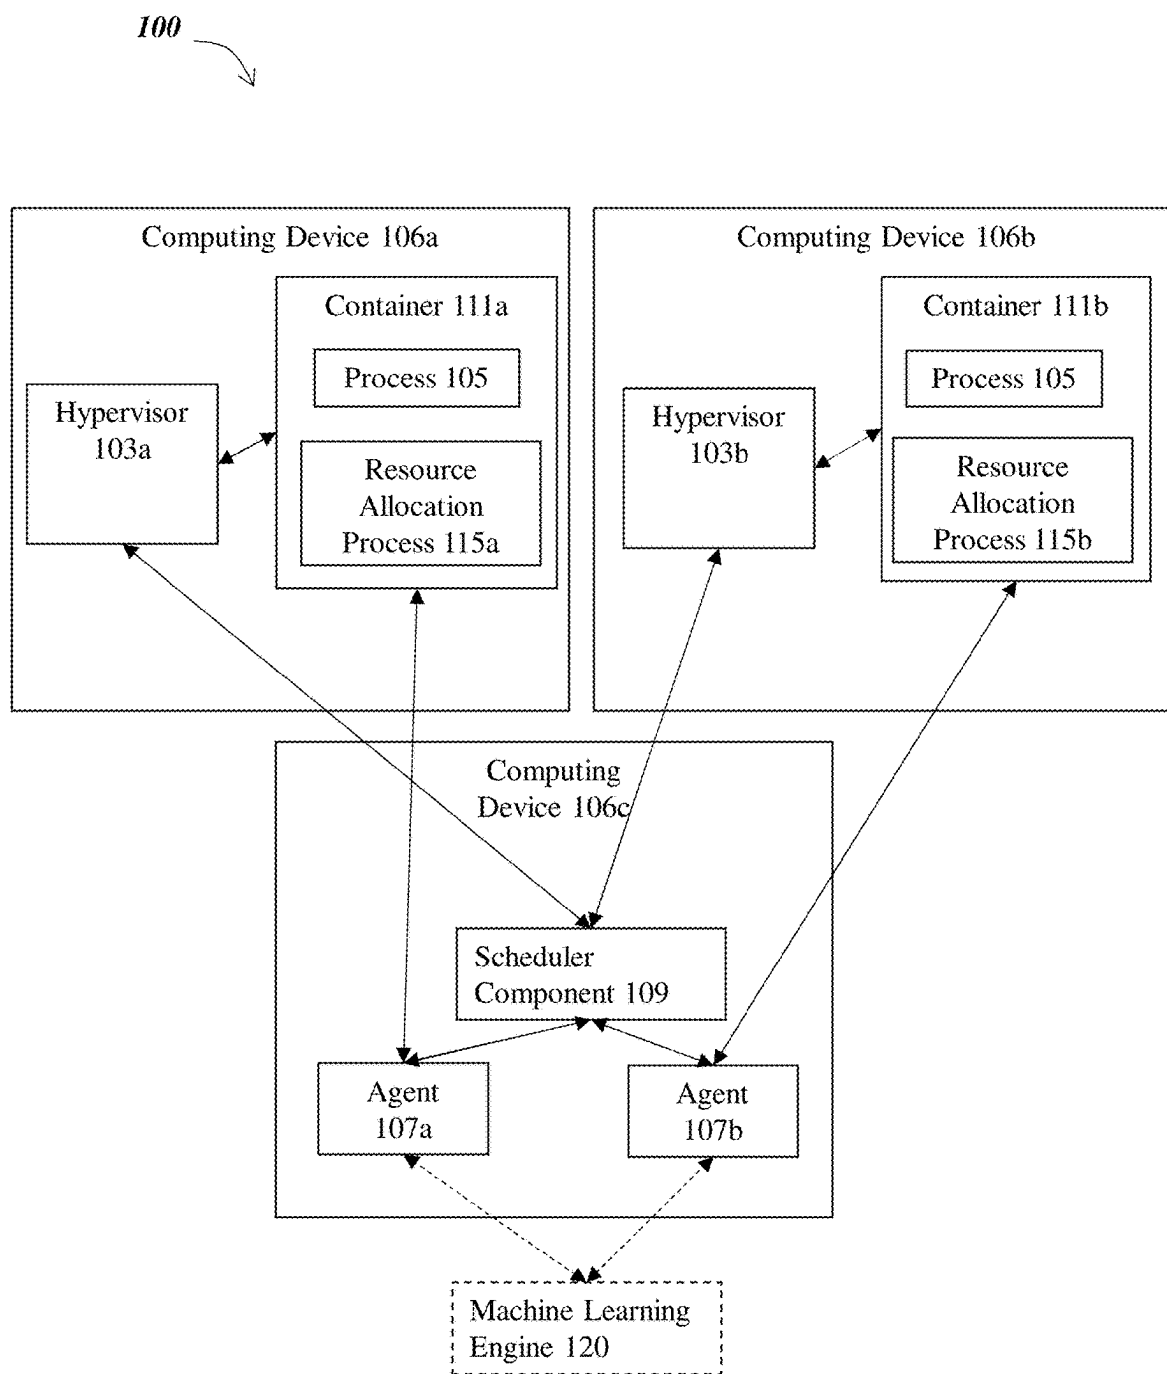 100
Computing Device 106a
Container 111a
Process 105
Hypervisor
103a
Resource
Allocation
Process 115a
Computing Device 106b
Container 111b
Process 105
Hypervisor
103b
Resource
Allocation
Process 115b
Computing
Device 106c
Scheduler
Component 109
Agent
107a
Agent
107b
Machine Learning
Engine 120